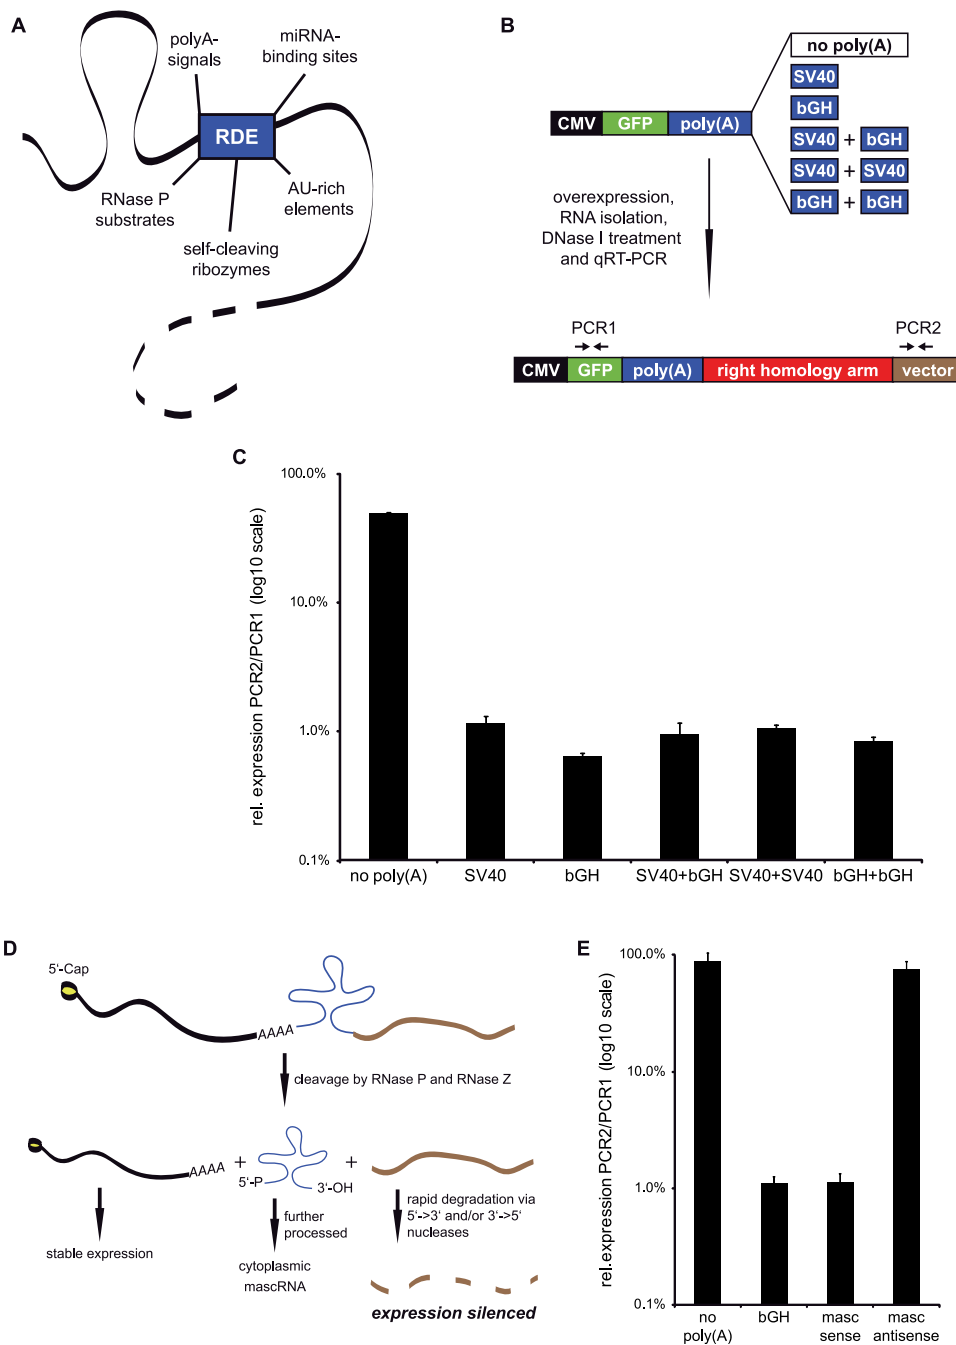 A
polyA-
signals
miRNA-
binding sites
RDE
RNase P
substrates
AU-rich
elements
self-cleaving
ribozymes
B
no poly(A)
SV40
bGH
CMV GFP poly(A)
SV40 + bGH
SV40 + SV40
bGH + bGH
overexpression,
RNA isolation,
DNase I treatment
and qRT-PCR
PCR1 PCR2
CMV GFP poly(A) right homology arm vector
C
rel. expression PCR2/PCR1 (log10 scale)
100.0%
10.0%
1.0%
0.1%
no poly(A) SV40 bGH SV40+bGH SV40+SV40 bGH+bGH
D
5'-Cap
AAAA
cleavage by RNase P and RNase Z
AAAA + +
5'-P 3'-OH
stable expression
further
processed
cytoplasmic
mascRNA
rapid degradation via
5'->3' and/or 3'->5'
nucleases
expression silenced
E
rel.expression PCR2/PCR1 (log10 scale)
100.0%
10.0%
1.0%
0.1%
no
poly(A)
bGH
masc
sense
masc
antisense